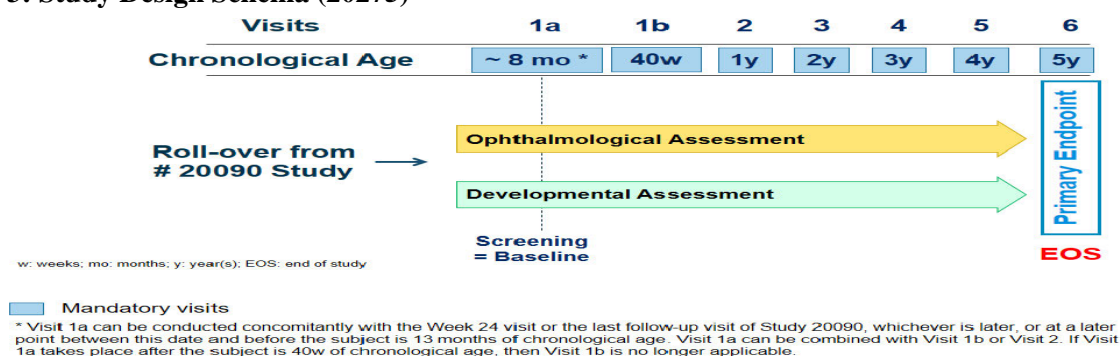 3. Study Design Schema (20275)
Visits 1a 1b 2 3 4 5 6
Chronological Age ~ 8 mo * 40w 1y 2y 3y 4y 5y
Ophthalmological Assessment
Roll-over from
# 20090 Study
Developmental Assessment
Primary Endpoint
Screening
= Baseline
EOS
w: weeks; mo: months; y: year(s); EOS: end of study
Mandatory visits
* Visit 1a can be conducted concomitantly with the Week 24 visit or the last follow-up visit of Study 20090, whichever is later, or at a later
point between this date and before the subject is 13 months of chronological age. Visit 1a can be combined with Visit 1b or Visit 2. If Visit
1a takes place after the subject is 40w of chronological age, then Visit 1b is no longer applicable.